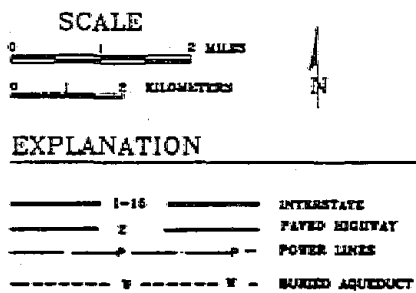 SCALE
0 1 2 MILES
0 1 2 KILOMETERS
N
EXPLANATION
I-15 INTERSTATE
2 PAVED HIGHWAY
P P POWER LINES
W W BURIED AQUEDUCT